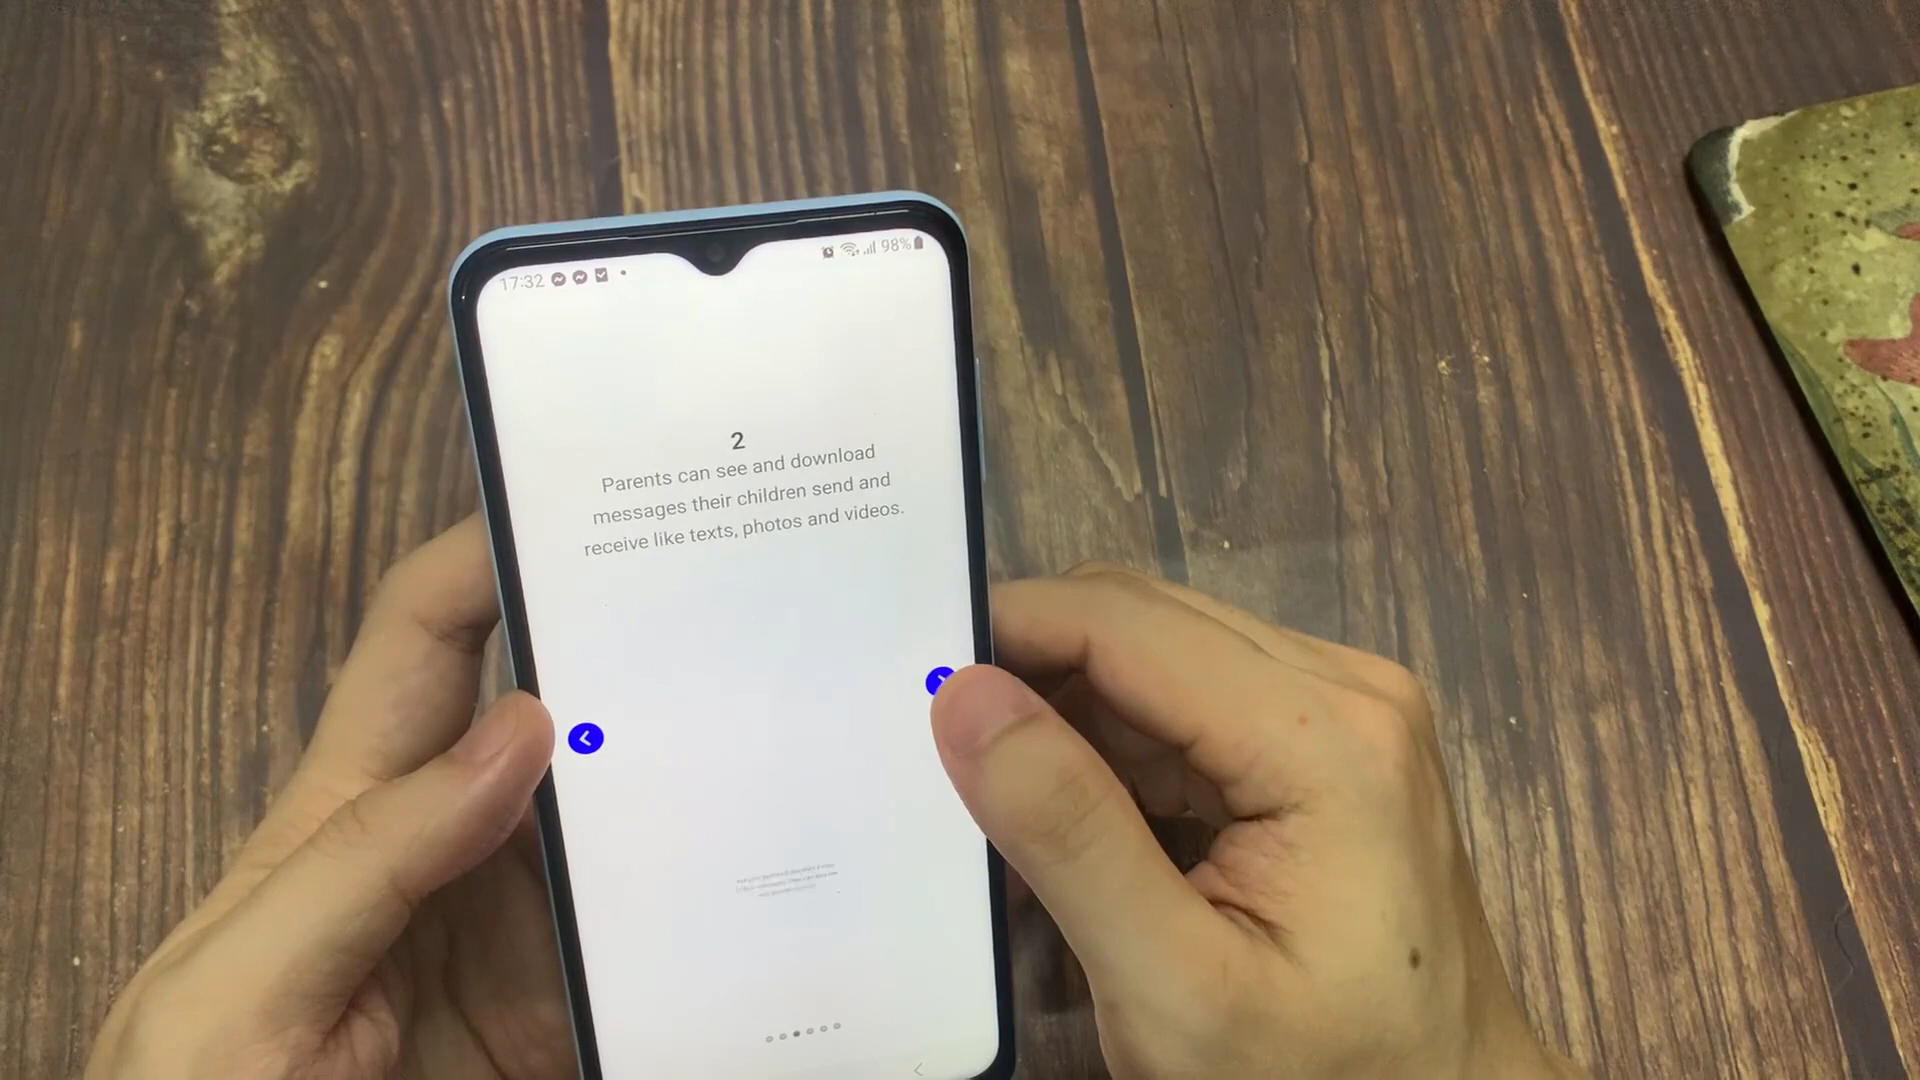 17:32
98%
2
Parents can see and download
messages their children send and
receive like texts, photos and videos.